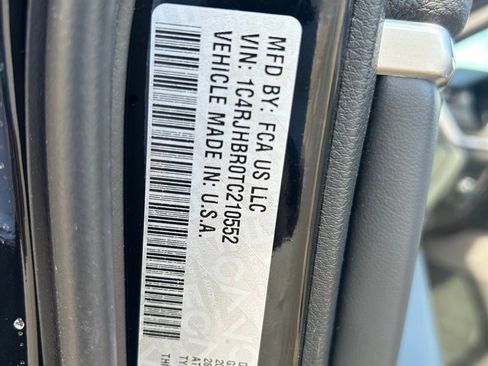 MFD BY: FCA US LLC
VIN: 1C4RJHBR0TC210552
VEHICLE MADE IN: U.S.A.